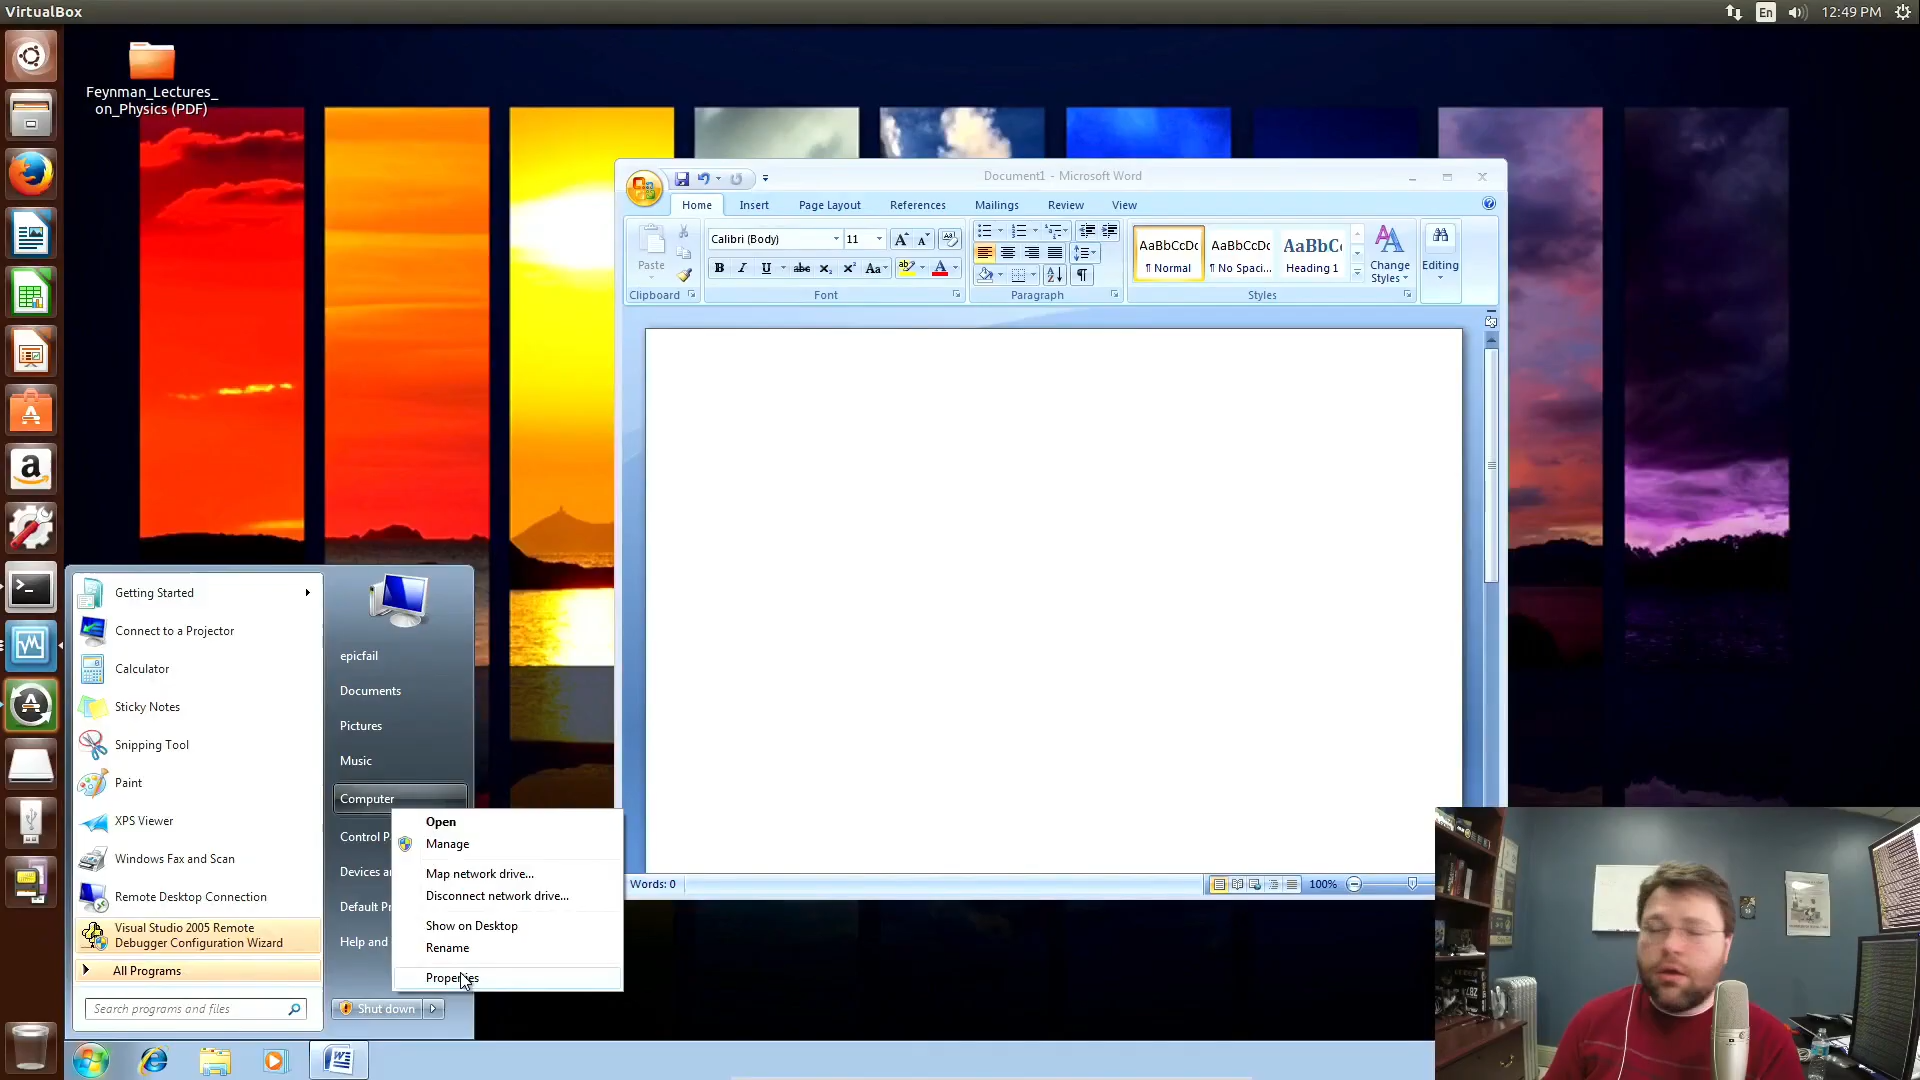 VirtualBox
En
12:49 PM
Feynman_Lectures_
on_Physics (PDF)
Document1 - Microsoft Word
Home
Insert
Page Layout
References
Mailings
Review
View
Paste
Clipboard
Calibri (Body)
11
B
I
U
abc
Aa
Font
Paragraph
AaBbCcDc
¶ Normal
AaBbCcDc
¶ No Spaci...
AaBbC
Heading 1
Change
Styles
Styles
Editing
Getting Started
Connect to a Projector
Calculator
Sticky Notes
Snipping Tool
Paint
XPS Viewer
Windows Fax and Scan
Remote Desktop Connection
Visual Studio 2005 Remote
Debugger Configuration Wizard
All Programs
Search programs and files
epicfail
Documents
Pictures
Music
Computer
Control P
Devices a
Default Pr
Help and
Shut down
Open
Manage
Map network drive...
Disconnect network drive...
Show on Desktop
Rename
Properties
Words: 0
100%